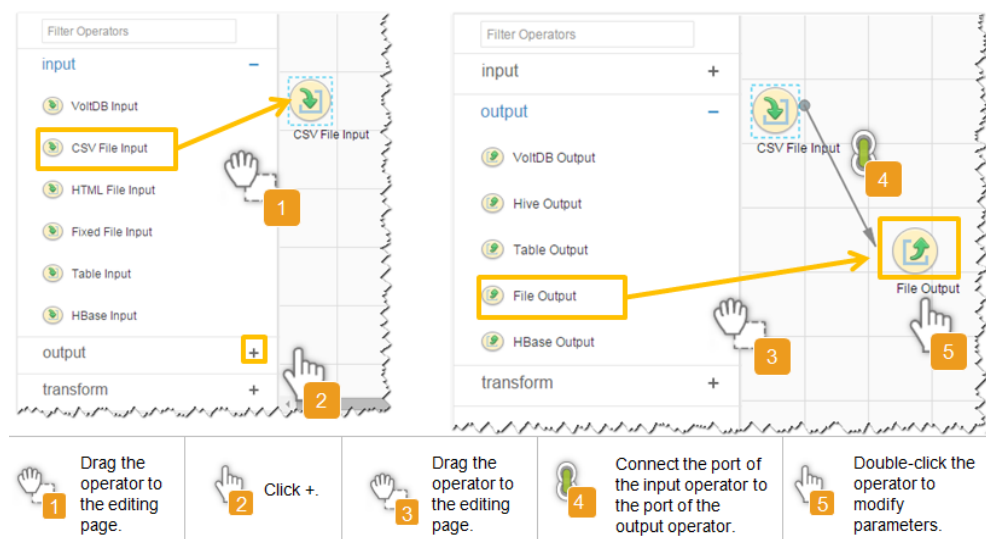 Filter Operators
input
−
VoltDB Input
CSV File Input
HTML File Input
Fixed File Input
Table Input
HBase Input
output
+
transform
+
CSV File Input
1
2
Filter Operators
input
+
output
−
VoltDB Output
Hive Output
Table Output
File Output
HBase Output
transform
+
CSV File Input
4
File Output
3
5
1
Drag the
operator to
the editing
page.
2
Click +.
3
Drag the
operator to
the editing
page.
4
Connect the port of
the input operator to
the port of the
output operator.
5
Double-click the
operator to
modify
parameters.